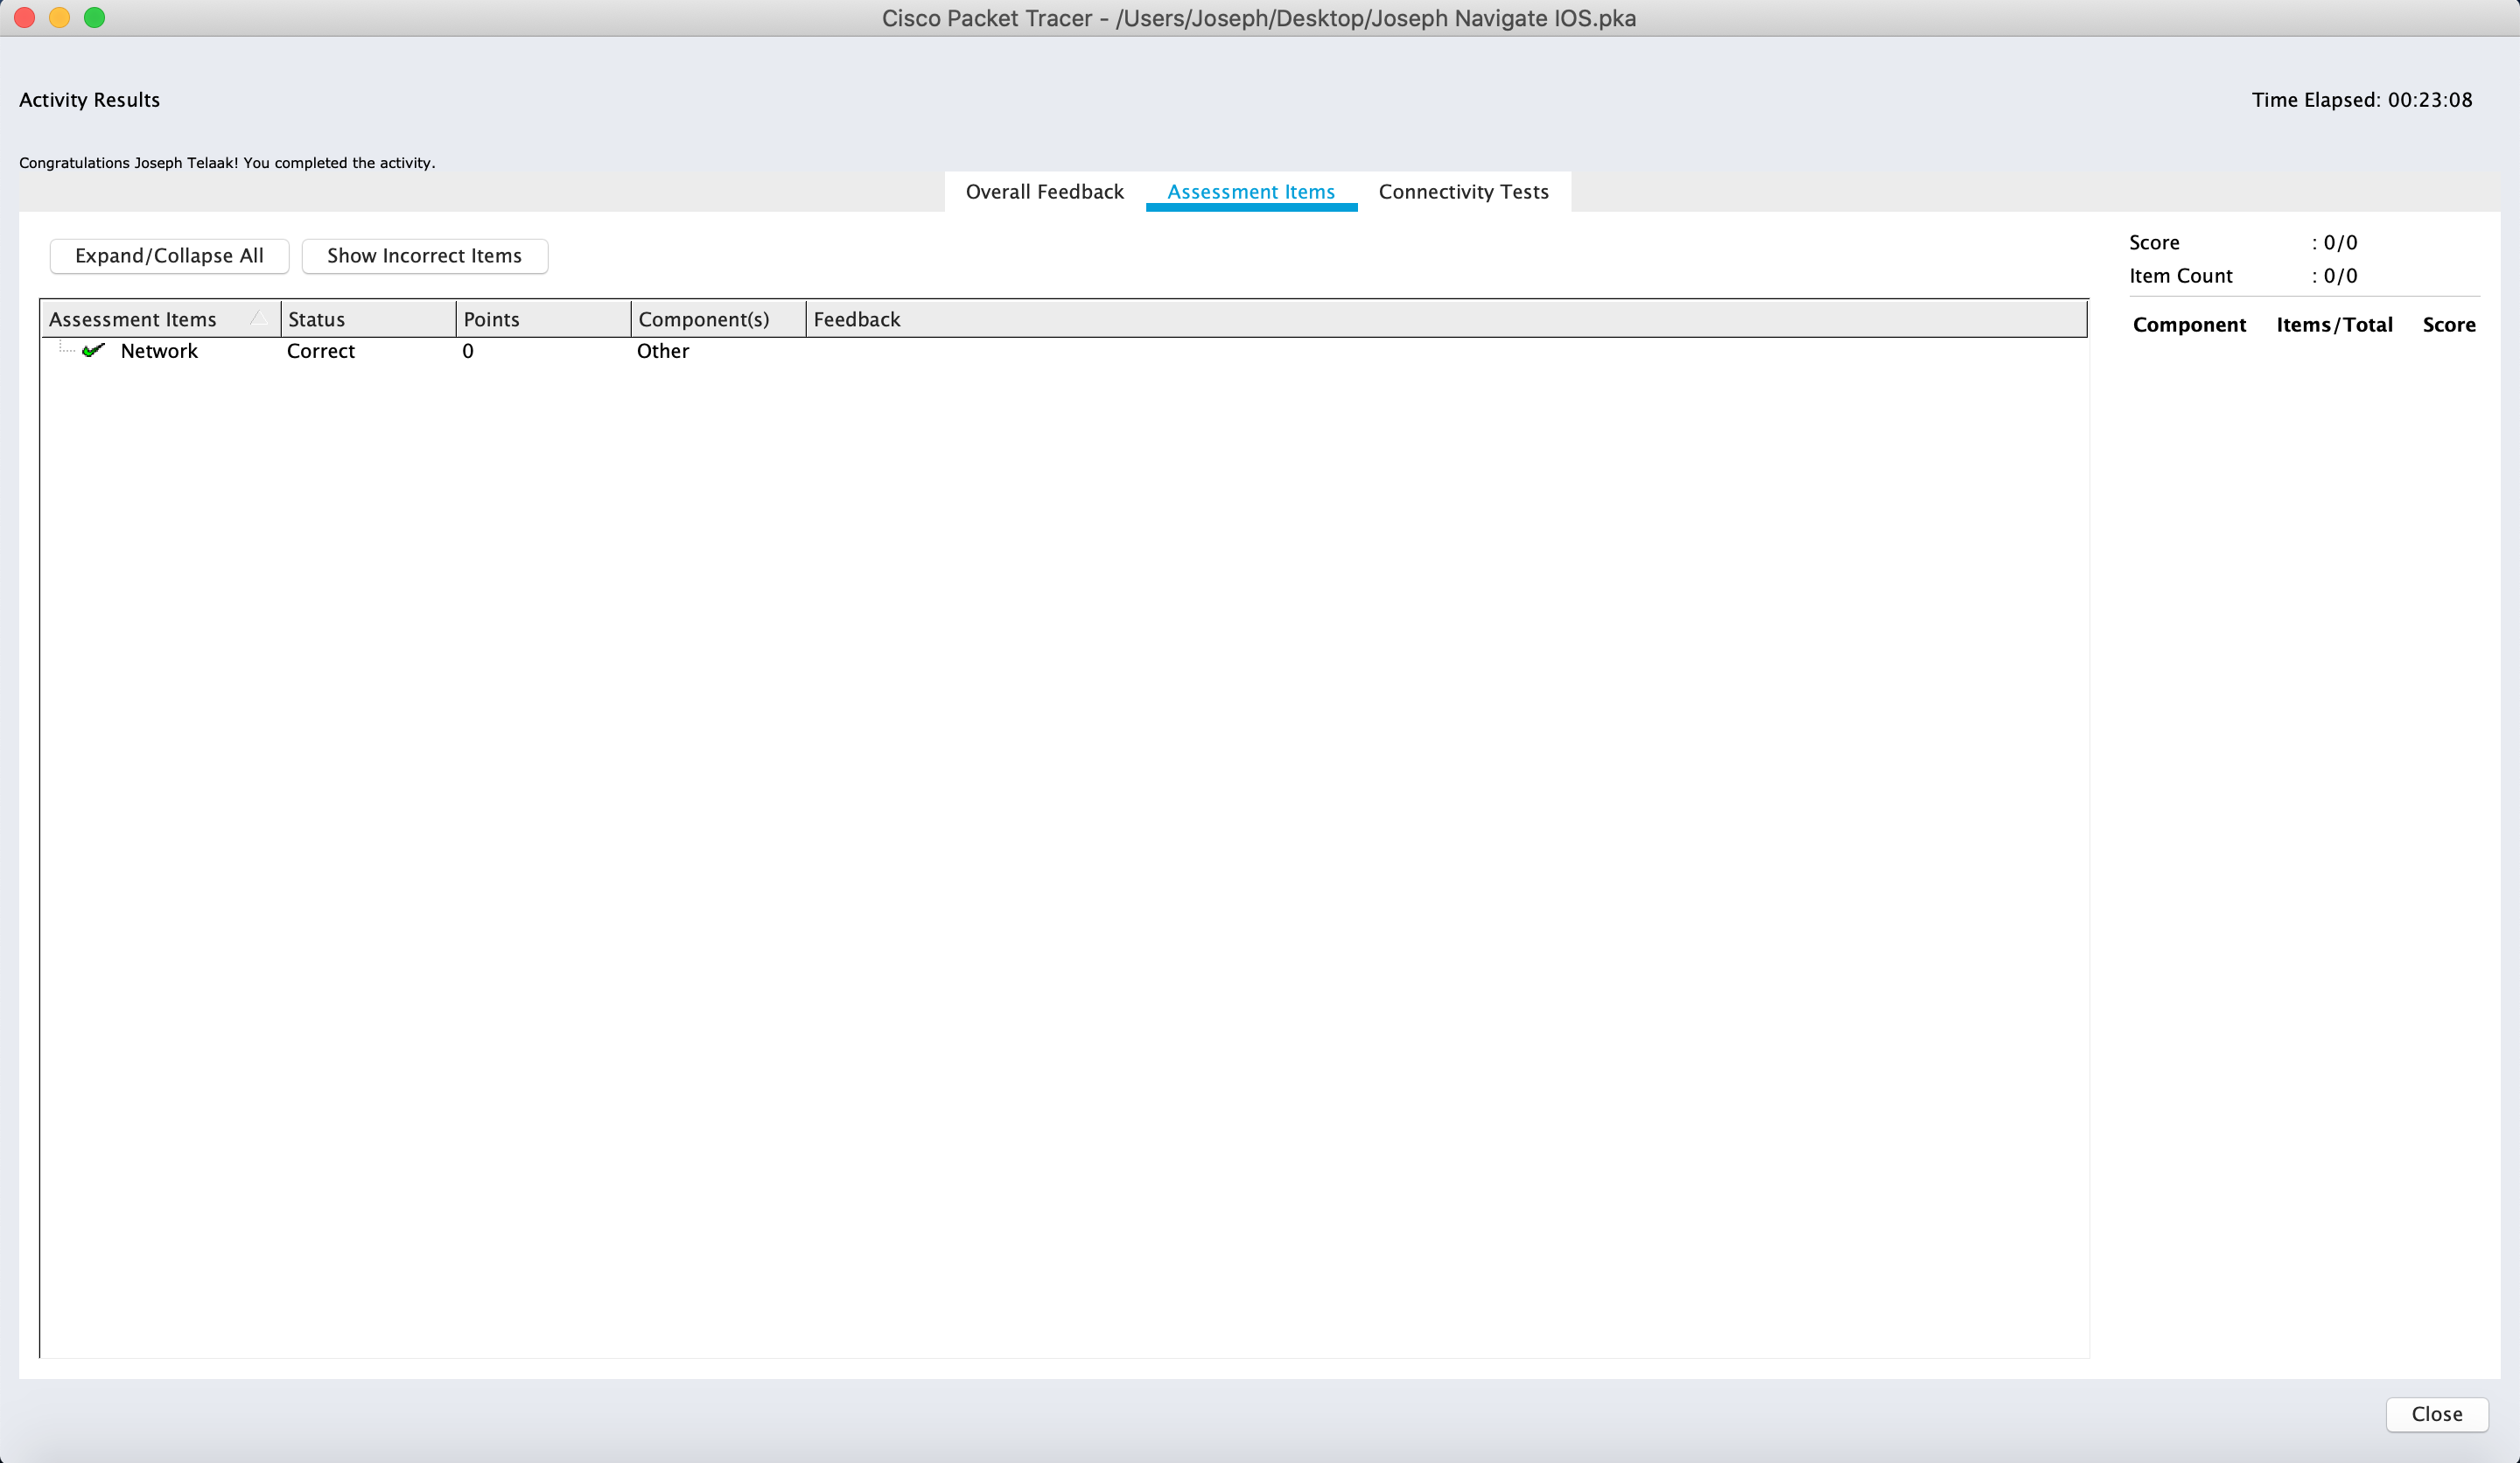 Cisco Packet Tracer - /Users/Joseph/Desktop/Joseph Navigate IOS.pka
Activity Results
Time Elapsed: 00:23:08
Congratulations Joseph Telaak! You completed the activity.
Overall Feedback Assessment Items Connectivity Tests
Expand/Collapse All Show Incorrect Items
Score : 0/0
Item Count : 0/0
Component Items/Total Score
Assessment Items Status Points Component(s) Feedback
Network Correct 0 Other
Close